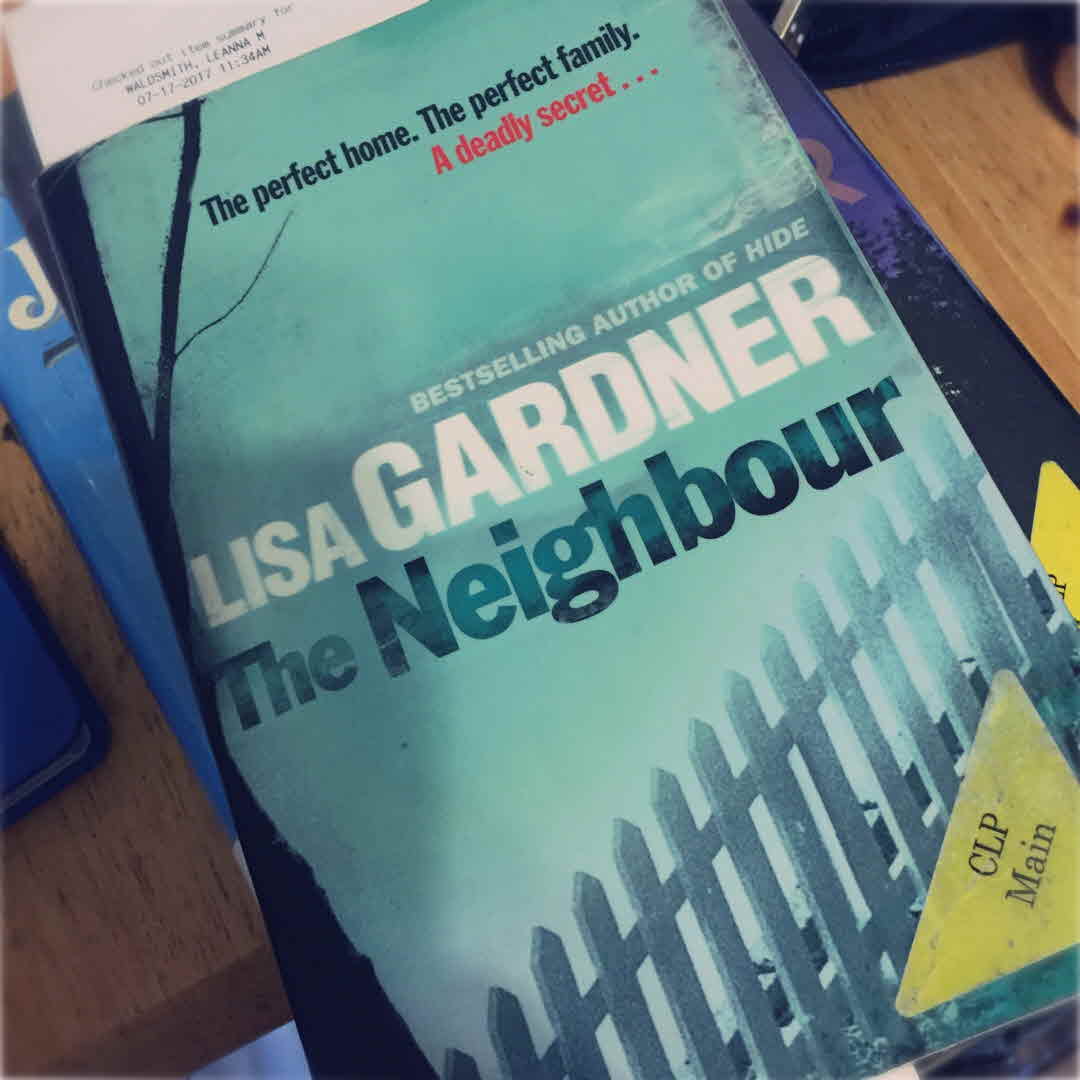 Checked out item summary for
WALDSMITH, LEANNA M
07-17-2017 11:34AM
The perfect home. The perfect family.
A deadly secret . . .
BESTSELLING AUTHOR OF HIDE
LISA GARDNER
The Neighbour
CLP
Main
J
R